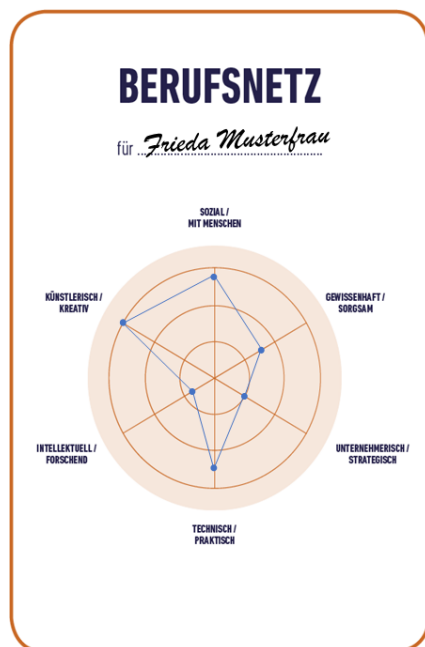 BERUFSNETZ
für Frieda Musterfrau
SOZIAL /
MIT MENSCHEN
KÜNSTLERISCH /
KREATIV
GEWISSENHAFT /
SORGSAM
INTELLEKTUELL /
FORSCHEND
UNTERNEHMERISCH /
STRATEGISCH
TECHNISCH /
PRAKTISCH